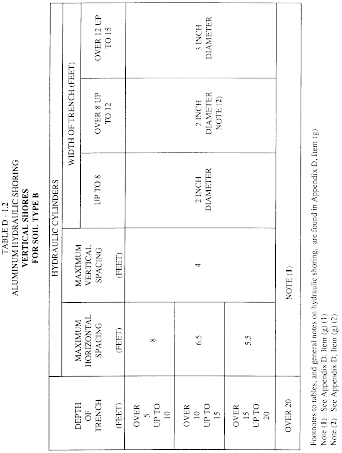 TABLE D - 1.2
ALUMINUM HYDRAULIC SHORING
VERTICAL SHORES
FOR SOIL TYPE B
HYDRAULIC CYLINDERS
WIDTH OF TRENCH (FEET)
DEPTH
OF
TRENCH
(FEET)
MAXIMUM
HORIZONTAL
SPACING
(FEET)
MAXIMUM
VERTICAL
SPACING
(FEET)
UP TO 8
OVER 8 UP
TO 12
OVER 12 UP
TO 15
OVER
5
UP TO
10
8
OVER
10
UP TO
15
6.5
4
2 INCH
DIAMETER
2 INCH
DIAMETER
NOTE (2)
3 INCH
DIAMETER
OVER
15
UP TO
20
5.5
OVER 20
NOTE (1)
Footnotes to tables, and general notes on hydraulic shoring, are found in Appendix D, Item (g)
Note (1): See Appendix D, Item (g) (1)
Note (2): See Appendix D, Item (g) (2)